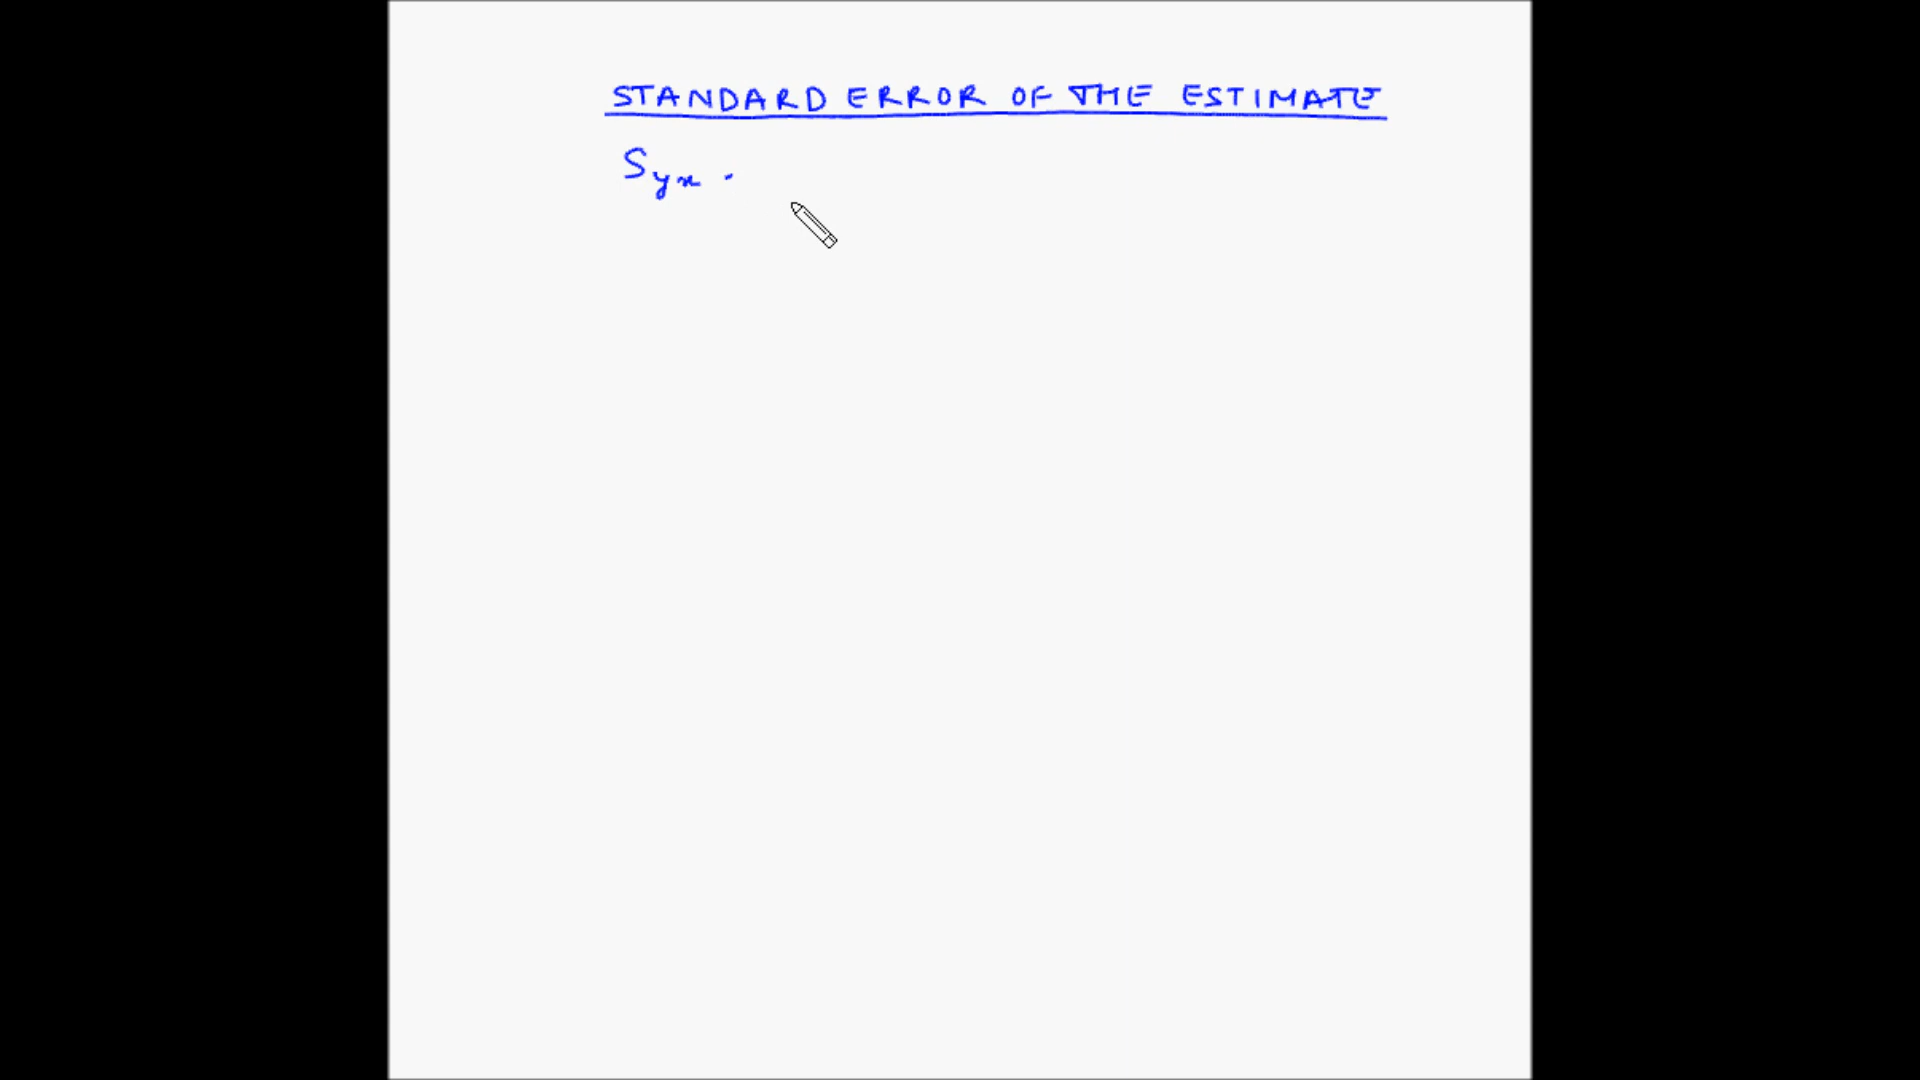 STANDARD ERROR OF THE ESTIMATE
Syx -